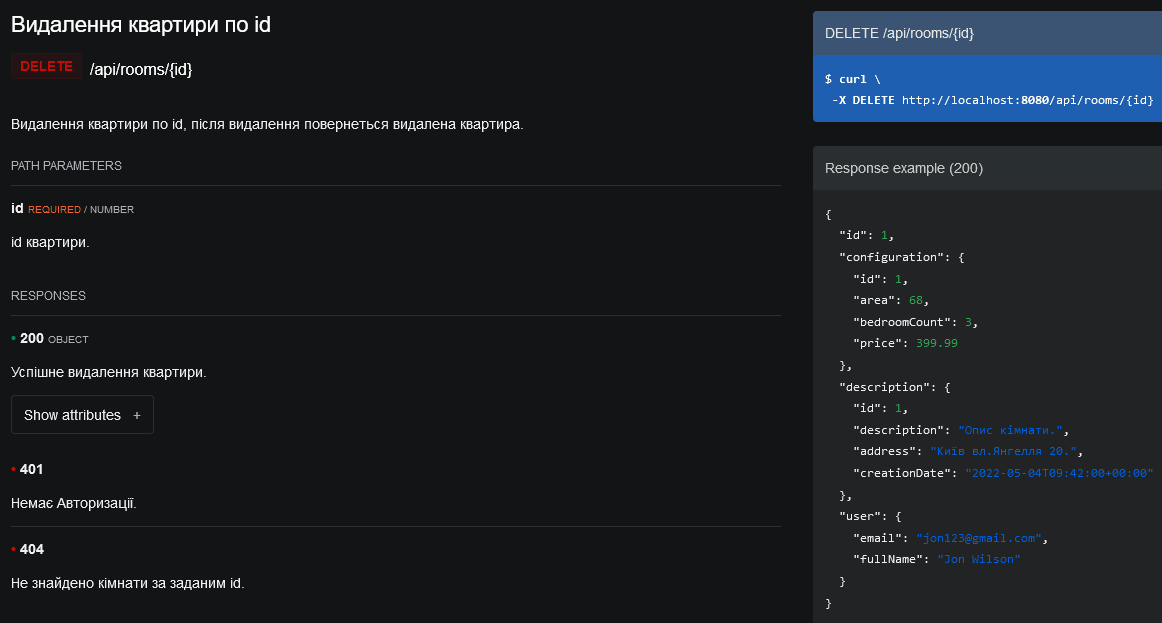 Видалення квартири по id
DELETE /api/rooms/{id}
Видалення квартири по id, після видалення повернеться видалена квартира.
PATH PARAMETERS
id REQUIRED / NUMBER
id квартири.
RESPONSES
• 200 OBJECT
Успішне видалення квартири.
Show attributes +
• 401
Немає Авторизації.
• 404
Не знайдено кімнати за заданим id.
DELETE /api/rooms/{id}
$ curl \
-X DELETE http://localhost:8080/api/rooms/{id}
Response example (200)
{
"id": 1,
"configuration": {
"id": 1,
"area": 68,
"bedroomCount": 3,
"price": 399.99
},
"description": {
"id": 1,
"description": "Опис кімнати.",
"address": "Київ вл.Янгелля 20.",
"creationDate": "2022-05-04T09:42:00+00:00"
},
"user": {
"email": "jon123@gmail.com",
"fullName": "Jon Wilson"
}
}